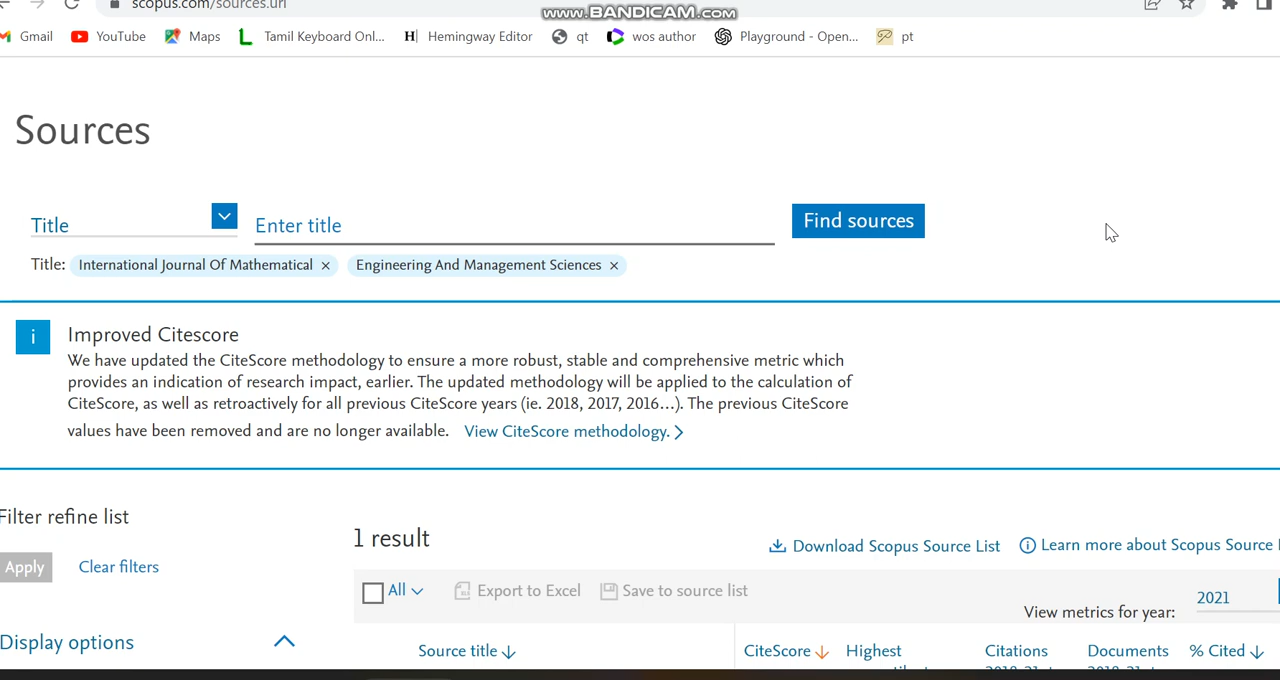 scopus.com/sources.uri
www.BANDICAM.com
Gmail YouTube Maps Tamil Keyboard Onl... Hemingway Editor qt wos author Playground - Open... pt
Sources
Title Enter title Find sources
Title: International Journal Of Mathematical × Engineering And Management Sciences ×
i Improved Citescore
We have updated the CiteScore methodology to ensure a more robust, stable and comprehensive metric which
provides an indication of research impact, earlier. The updated methodology will be applied to the calculation of
CiteScore, as well as retroactively for all previous CiteScore years (ie. 2018, 2017, 2016...). The previous CiteScore
values have been removed and are no longer available. View CiteScore methodology. >
Filter refine list
1 result
Download Scopus Source List Learn more about Scopus Source
Apply Clear filters
All Export to Excel Save to source list
View metrics for year: 2021
Display options
Source title CiteScore Highest Citations Documents % Cited